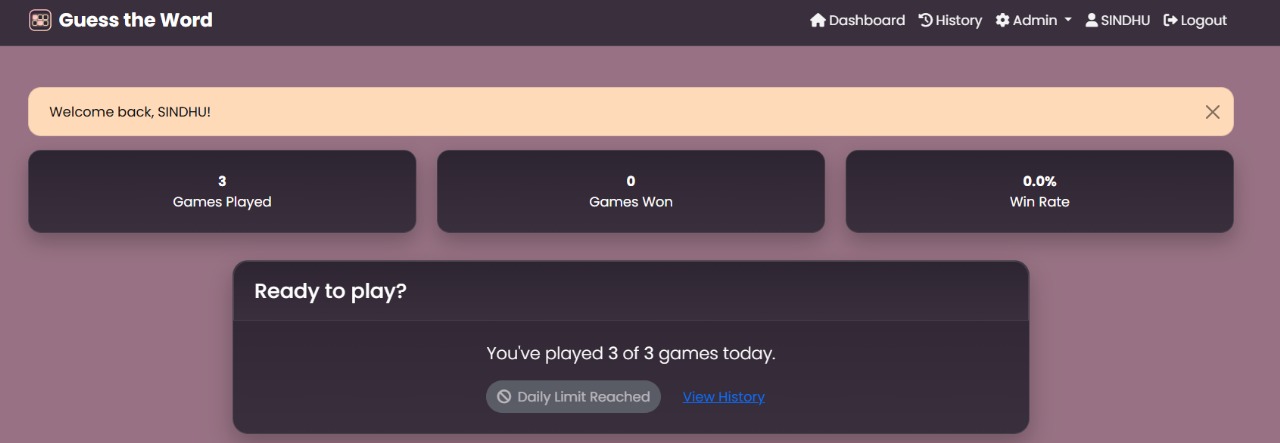 Guess the Word
Dashboard History Admin SINDHU Logout
Welcome back, SINDHU!
3
Games Played
0
Games Won
0.0%
Win Rate
Ready to play?
You've played 3 of 3 games today.
Daily Limit Reached View History